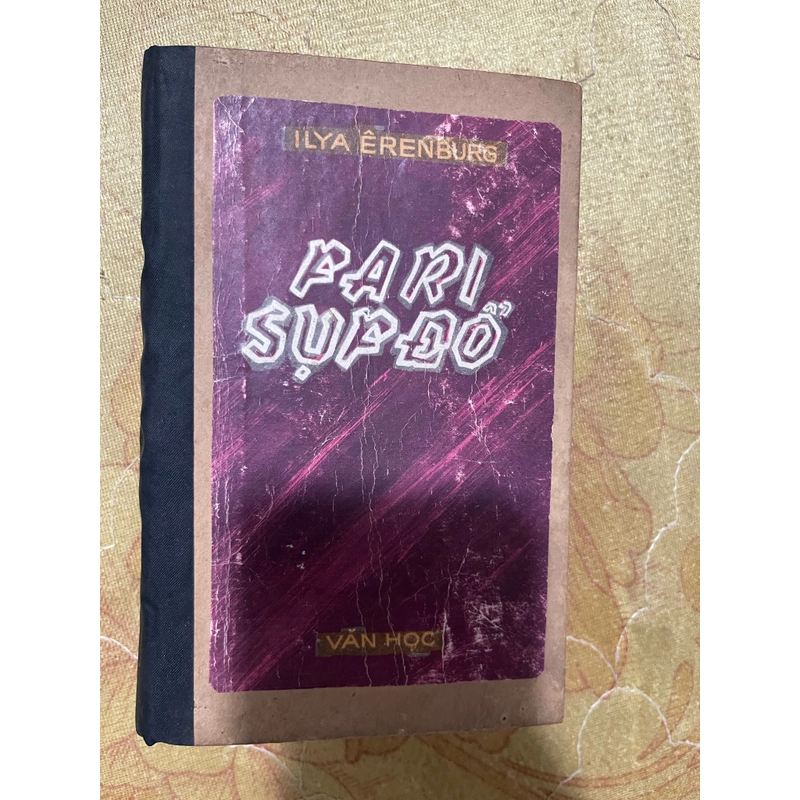 ILYA ÊRENBURG
PARI
SỤP ĐỔ
VĂN HỌC